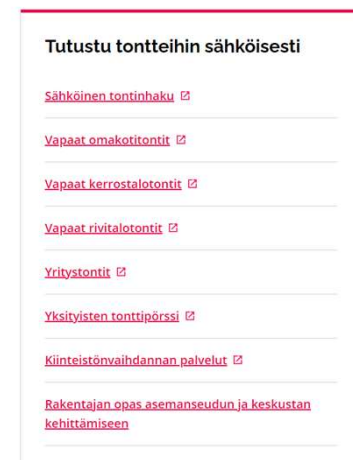 Tutustu tontteihin sähköisesti
Sähköinen tontinhaku
Vapaat omakotitontit
Vapaat kerrostalotontit
Vapaat rivitalotontit
Yritystontit
Yksityisten tonttipörssi
Kiinteistönvaihdannan palvelut
Rakentajan opas asemanseudun ja keskustan
kehittämiseen